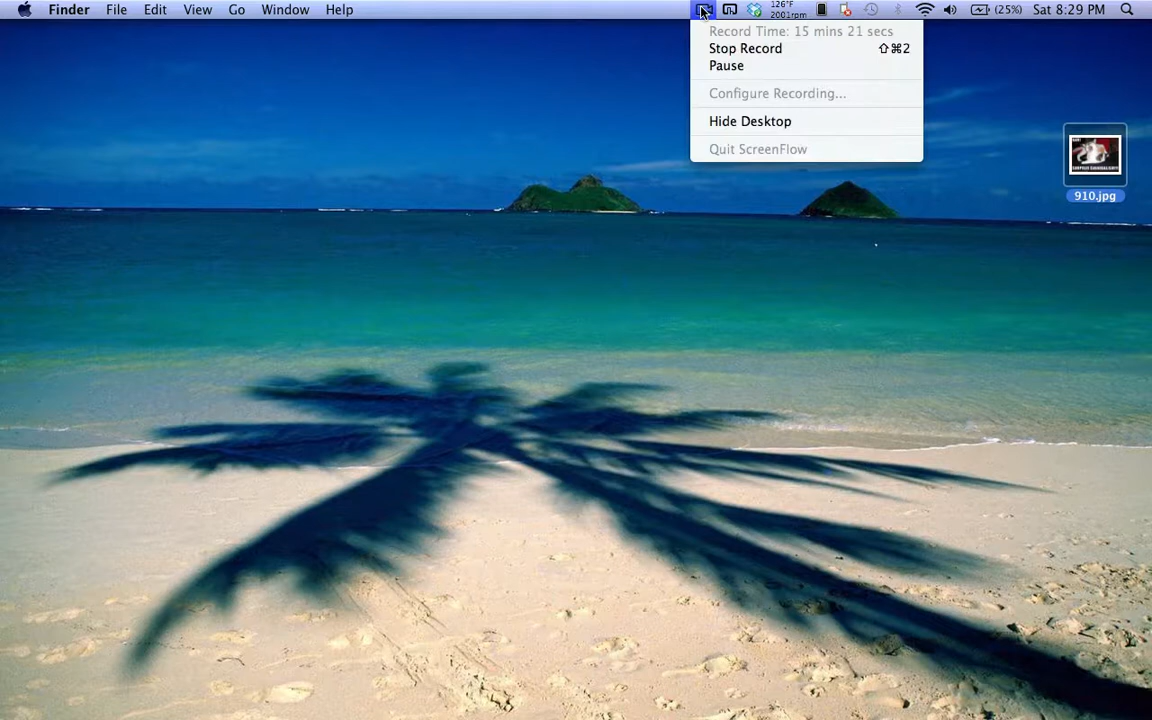 Finder File Edit View Go Window Help 126°F 2001rpm (25%) Sat 8:29 PM
Record Time: 15 mins 21 secs
Stop Record ⇧⌘2
Pause
Configure Recording...
Hide Desktop
Quit ScreenFlow
910.jpg